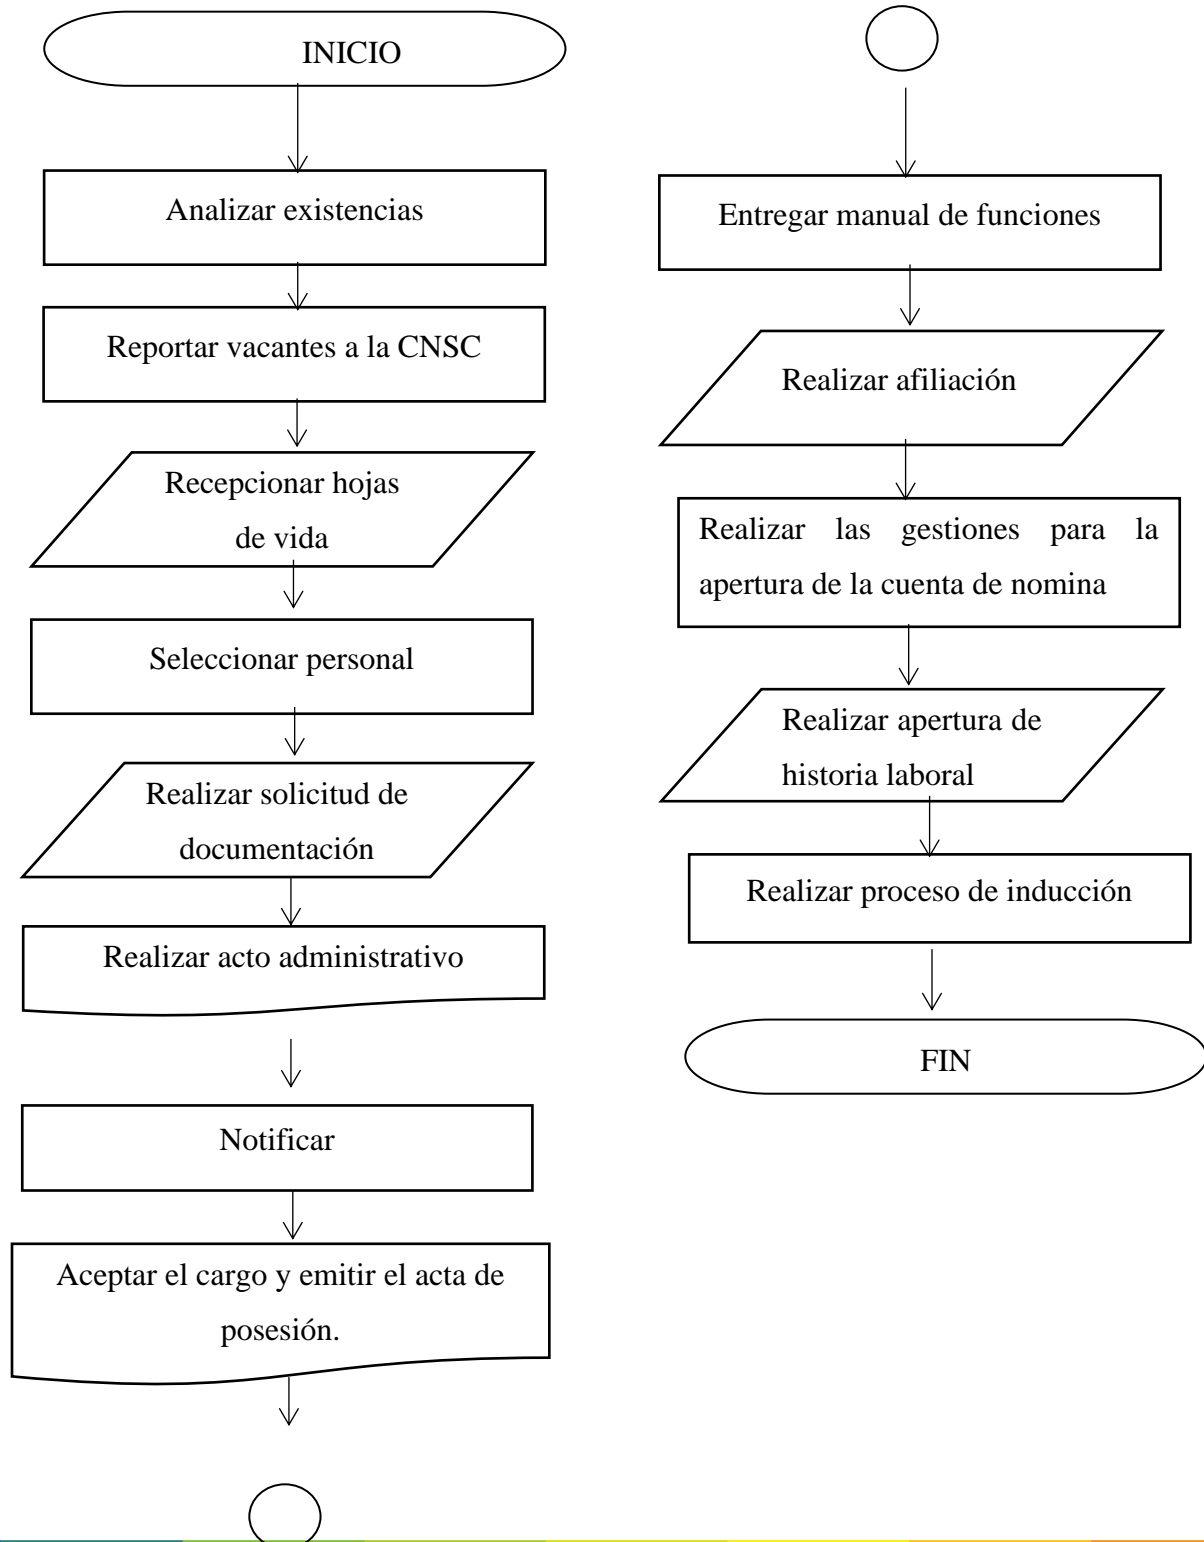 INICIO
Analizar existencias
Reportar vacantes a la CNSC
Recepcionar hojas
de vida
Seleccionar personal
Realizar solicitud de
documentación
Realizar acto administrativo
Notificar
Aceptar el cargo y emitir el acta de
posesión.
Entregar manual de funciones
Realizar afiliación
Realizar las gestiones para la
apertura de la cuenta de nomina
Realizar apertura de
historia laboral
Realizar proceso de inducción
FIN